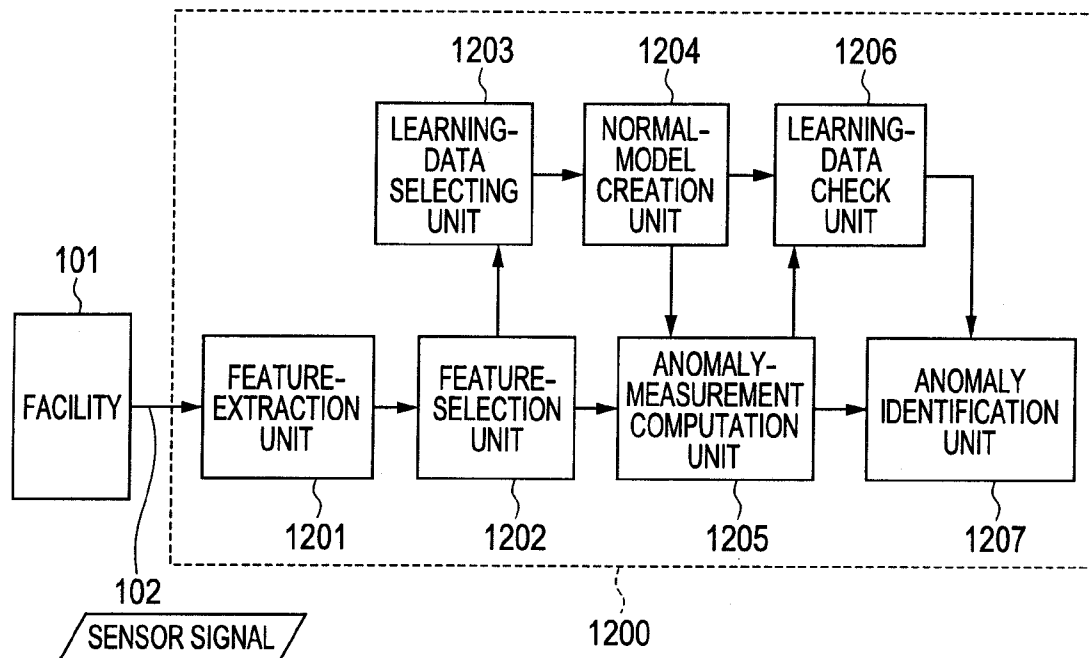 1203
1204
1206
LEARNING-
DATA
SELECTING
UNIT
NORMAL-
MODEL
CREATION
UNIT
LEARNING-
DATA
CHECK
UNIT
101
FACILITY
FEATURE-
EXTRACTION
UNIT
FEATURE-
SELECTION
UNIT
ANOMALY-
MEASUREMENT
COMPUTATION
UNIT
ANOMALY
IDENTIFICATION
UNIT
1201
1202
1205
1207
102
SENSOR SIGNAL
1200